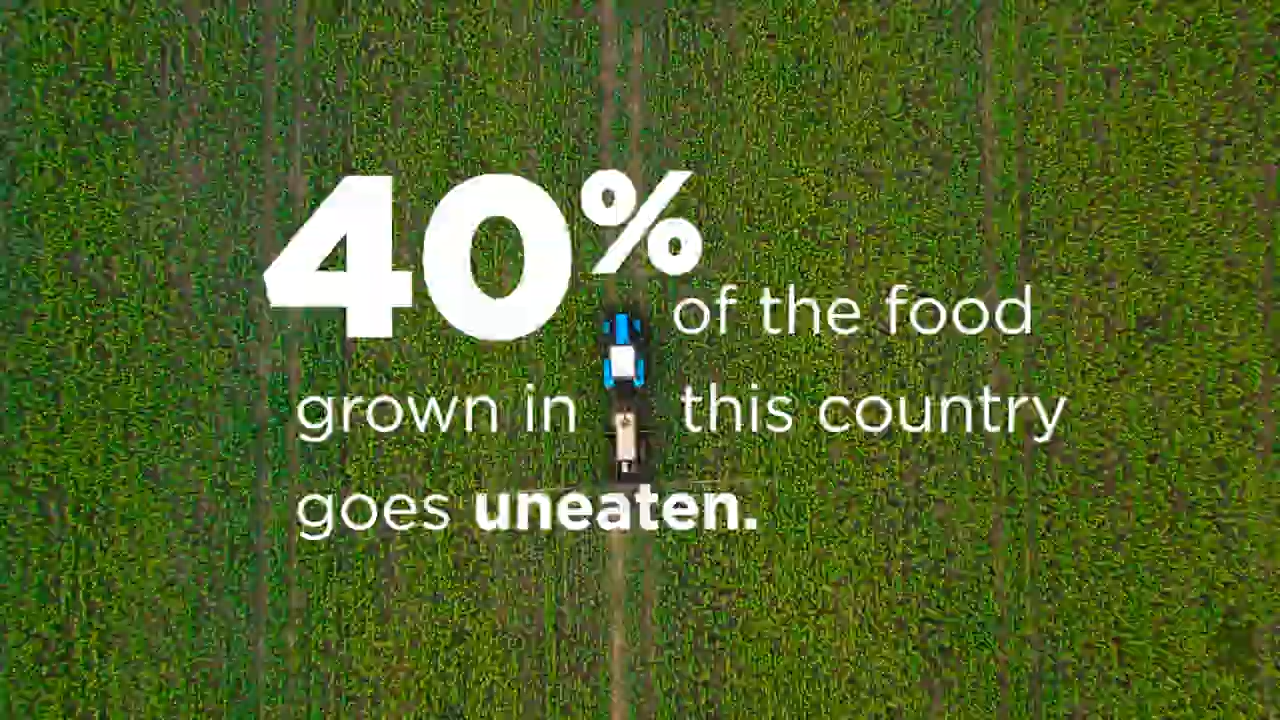 40% of the food
grown in this country
goes uneaten.